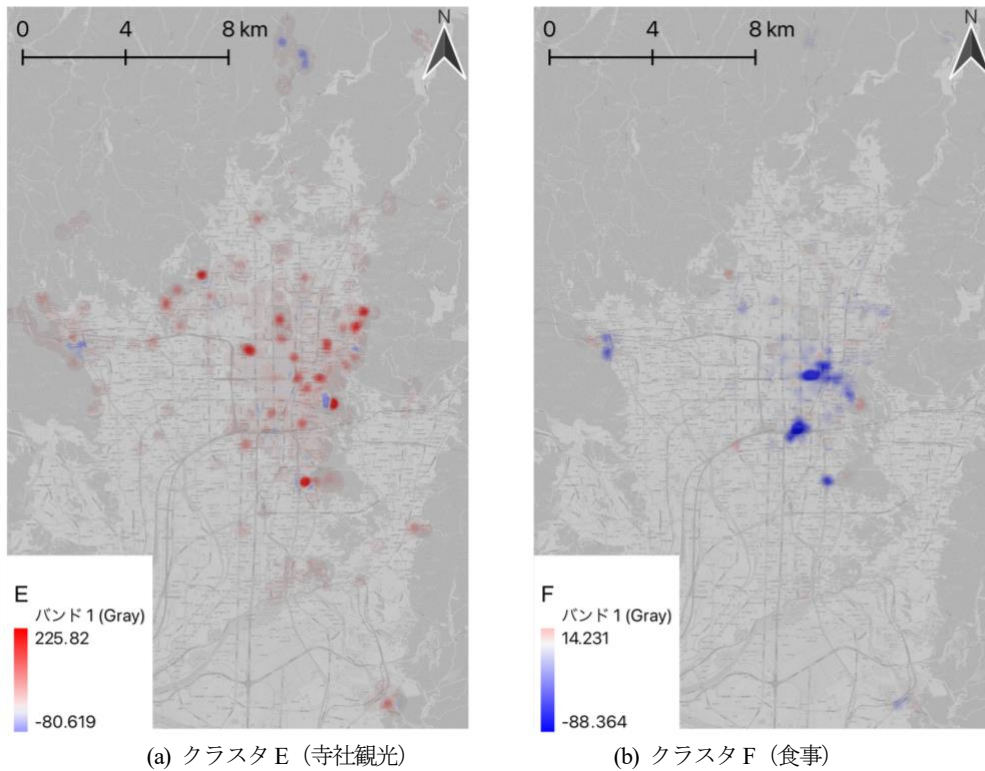 0 4 8 km
N
E
バンド 1 (Gray)
225.82
-80.619
(a) クラスタ E（寺社観光）
0 4 8 km
N
F
バンド 1 (Gray)
14.231
-88.364
(b) クラスタ F（食事）